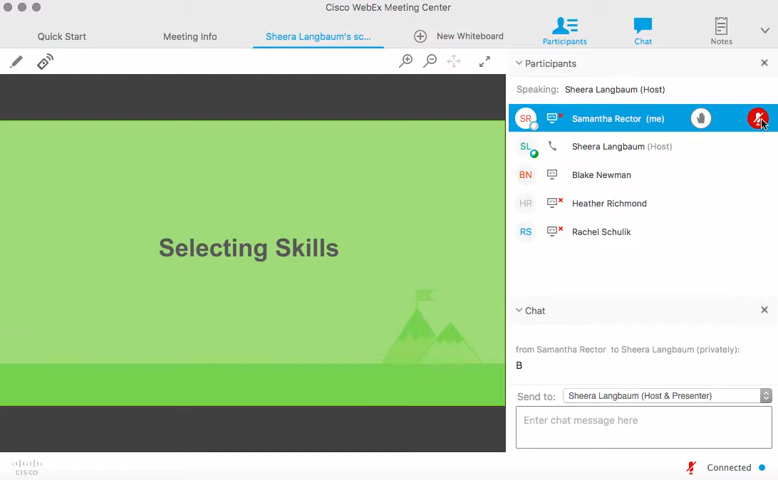 Cisco WebEx Meeting Center
Quick Start
Meeting Info
Sheera Langbaum's sc...
New Whiteboard
Participants
Chat
Notes
Participants
Speaking: Sheera Langbaum (Host)
SR Samantha Rector (me)
SL Sheera Langbaum (Host)
BN Blake Newman
HR Heather Richmond
RS Rachel Schulik
Selecting Skills
Chat
from Samantha Rector to Sheera Langbaum (privately):
B
Send to: Sheera Langbaum (Host & Presenter)
Enter chat message here
CISCO
Connected